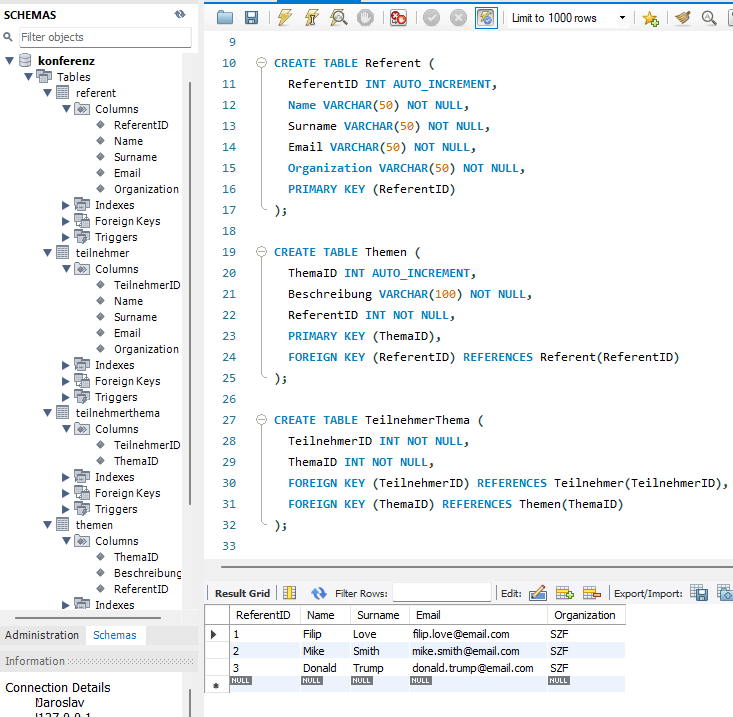 SCHEMAS
Filter objects
konferenz
Tables
referent
Columns
ReferentID
Name
Surname
Email
Organization
Indexes
Foreign Keys
Triggers
teilnehmer
Columns
TeilnehmerID
Name
Surname
Email
Organization
Indexes
Foreign Keys
Triggers
teilnehmerthema
Columns
TeilnehmerID
ThemaID
Indexes
Foreign Keys
Triggers
themen
Columns
ThemaID
Beschreibung
ReferentID
Indexes
Administration Schemas
Information
Connection Details
Jaroslav
Limit to 1000 rows
9
10 CREATE TABLE Referent (
11 ReferentID INT AUTO_INCREMENT,
12 Name VARCHAR(50) NOT NULL,
13 Surname VARCHAR(50) NOT NULL,
14 Email VARCHAR(50) NOT NULL,
15 Organization VARCHAR(50) NOT NULL,
16 PRIMARY KEY (ReferentID)
17 );
18
19 CREATE TABLE Themen (
20 ThemaID INT AUTO_INCREMENT,
21 Beschreibung VARCHAR(100) NOT NULL,
22 ReferentID INT NOT NULL,
23 PRIMARY KEY (ThemaID),
24 FOREIGN KEY (ReferentID) REFERENCES Referent(ReferentID)
25 );
26
27 CREATE TABLE TeilnehmerThema (
28 TeilnehmerID INT NOT NULL,
29 ThemaID INT NOT NULL,
30 FOREIGN KEY (TeilnehmerID) REFERENCES Teilnehmer(TeilnehmerID),
31 FOREIGN KEY (ThemaID) REFERENCES Themen(ThemaID)
32 );
33
Result Grid Filter Rows: Edit: Export/Import:
ReferentID Name Surname Email Organization
1 Filip Love filip.love@email.com SZF
2 Mike Smith mike.smith@email.com SZF
3 Donald Trump donald.trump@email.com SZF
NULL NULL NULL NULL NULL